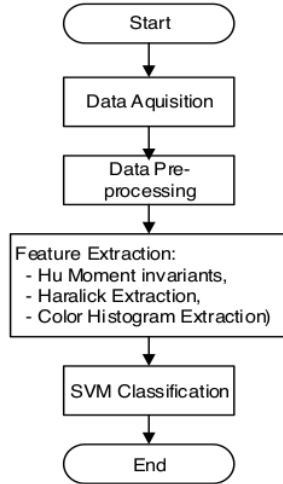 Start
Data Aquisition
Data Pre-
processing
Feature Extraction:
- Hu Moment invariants,
- Haralick Extraction,
- Color Histogram Extraction)
SVM Classification
End